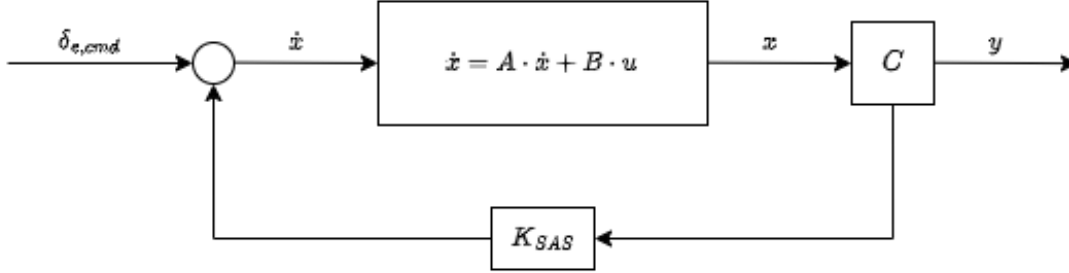 δ_{e,cmd}
ẋ
ẋ = A · ẋ + B · u
x
C
y
K_{SAS}